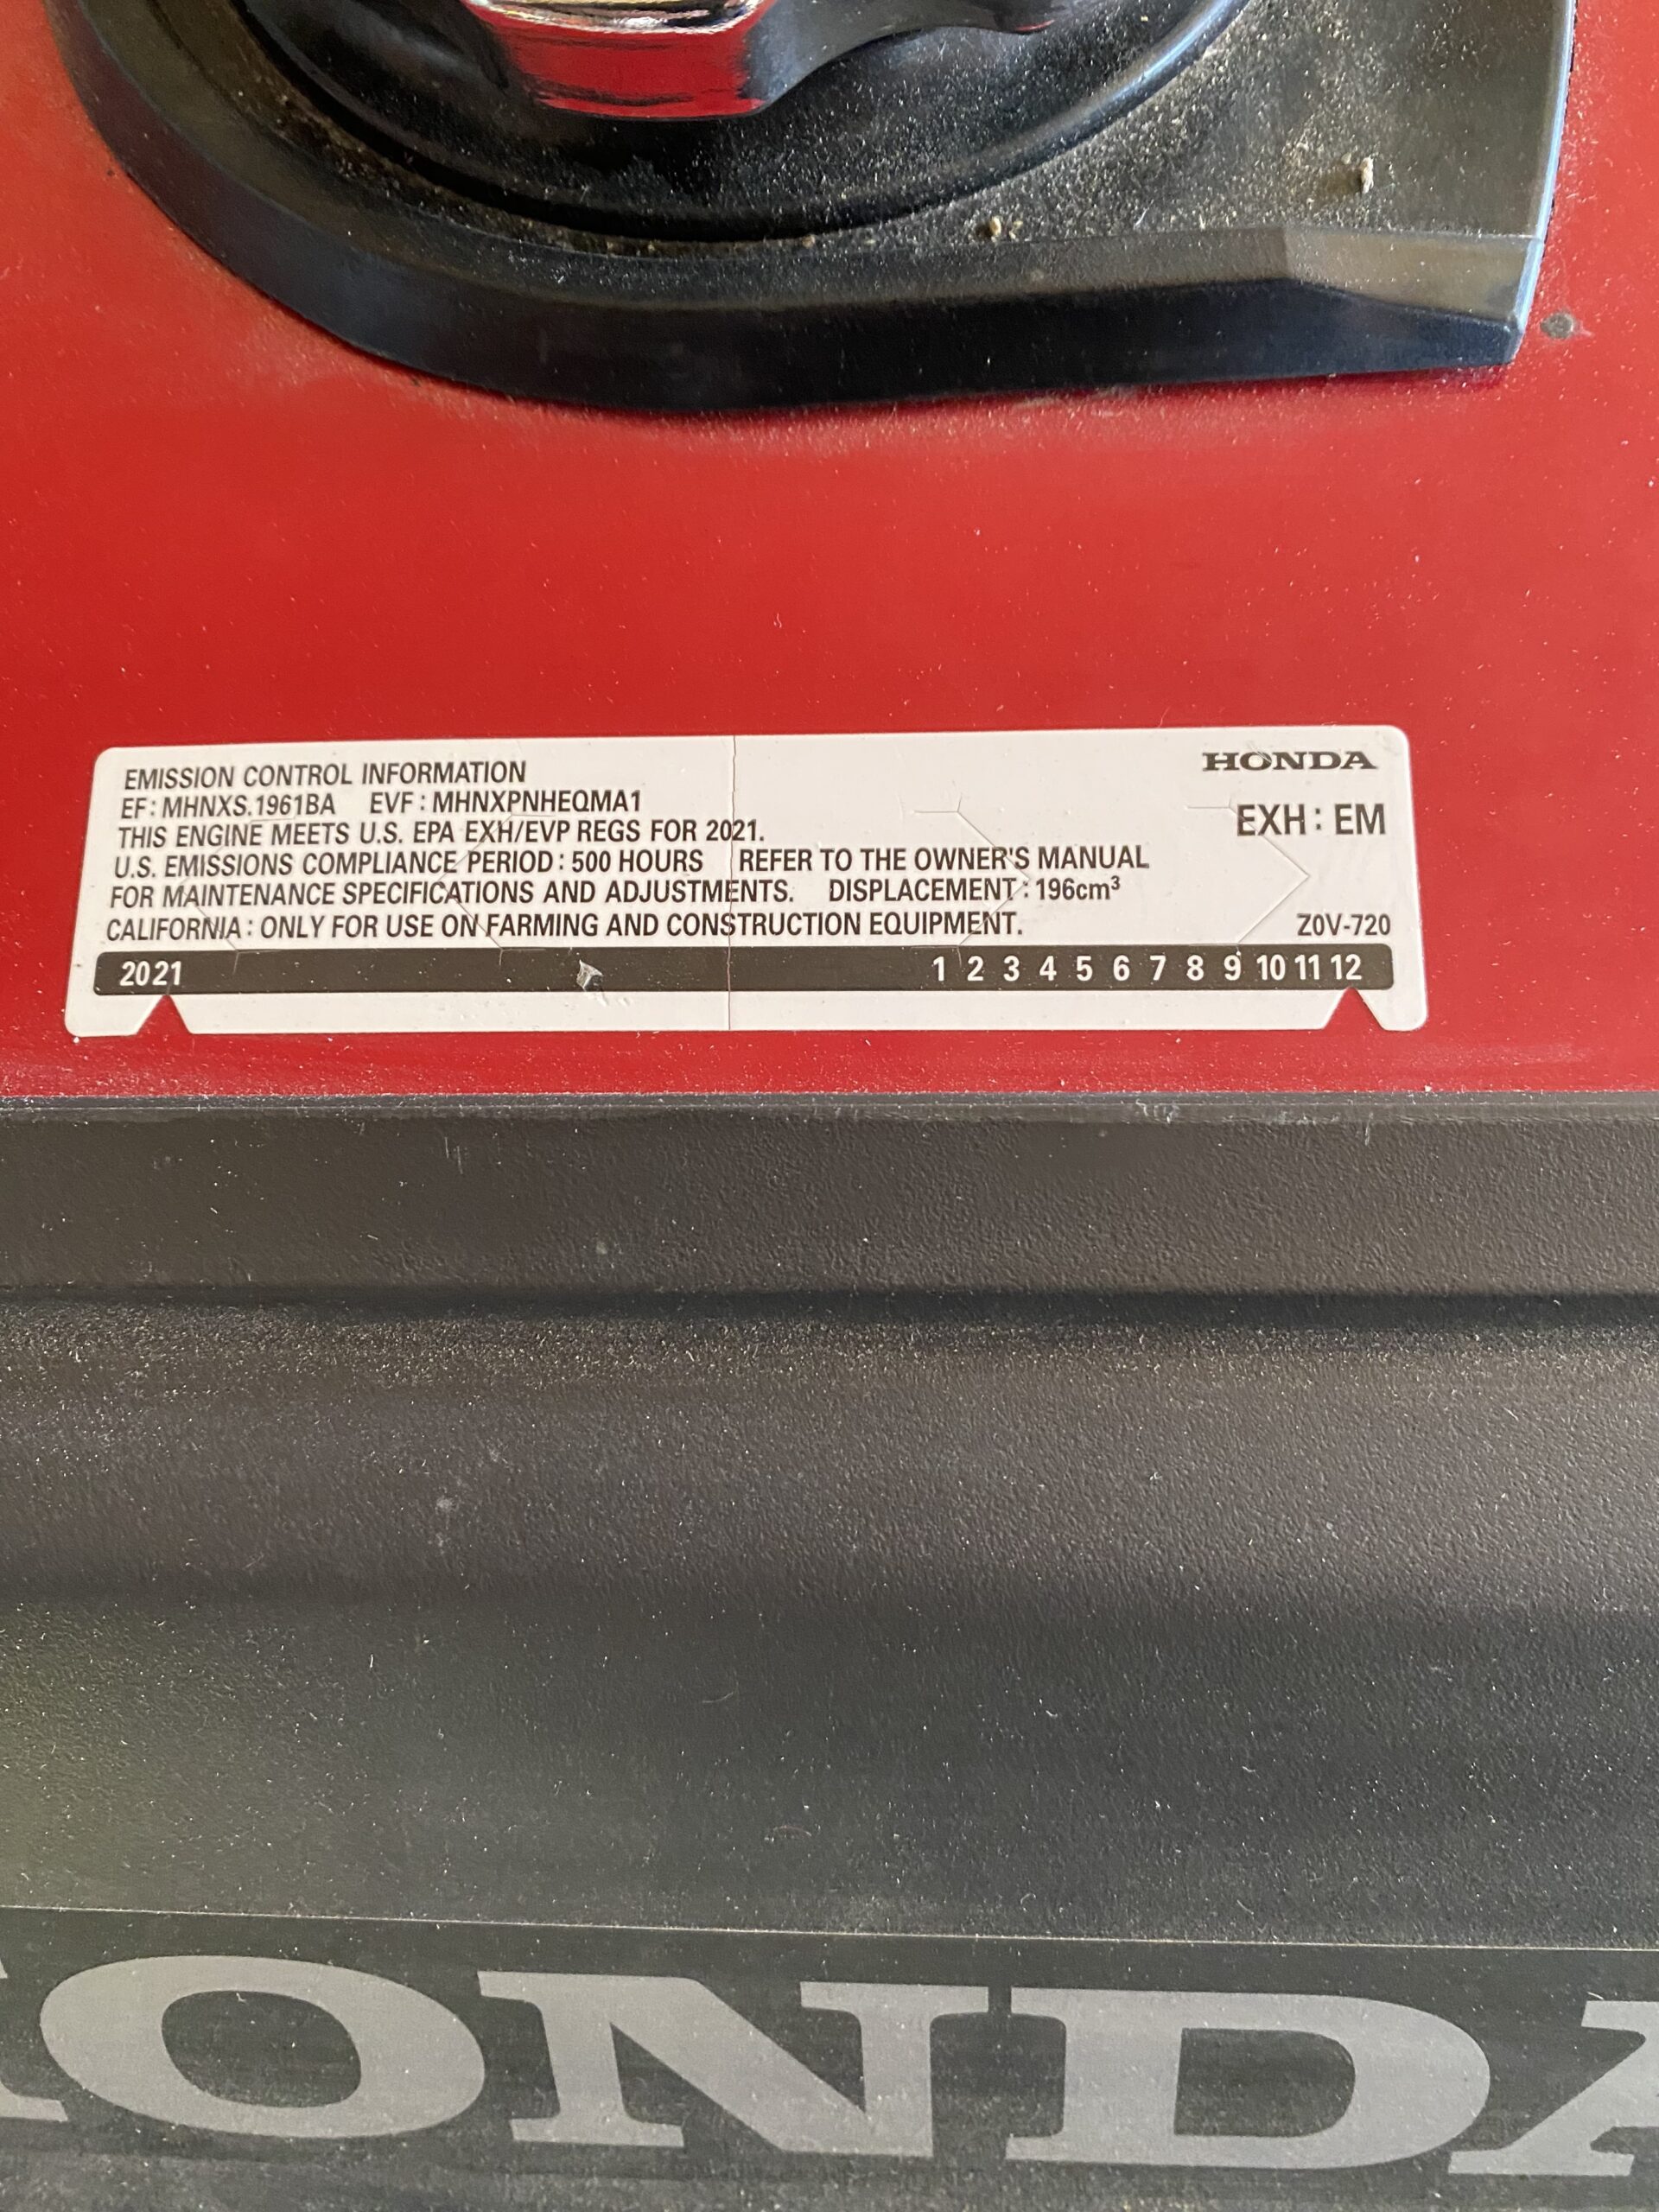 EMISSION CONTROL INFORMATION
HONDA
EF: MHNXS.1961BA EVF: MHNXPNHEQMA1
EXH: EM
THIS ENGINE MEETS U.S. EPA EXH/EVP REGS FOR 2021.
U.S. EMISSIONS COMPLIANCE PERIOD: 500 HOURS REFER TO THE OWNER'S MANUAL
FOR MAINTENANCE SPECIFICATIONS AND ADJUSTMENTS. DISPLACEMENT: 196cm³
CALIFORNIA: ONLY FOR USE ON FARMING AND CONSTRUCTION EQUIPMENT.
Z0V-720
2021 1 2 3 4 5 6 7 8 9 10 11 12
HONDA